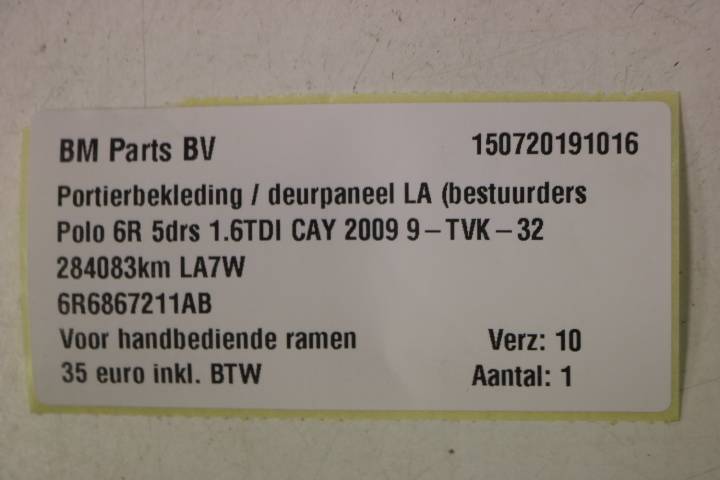 BM Parts BV 150720191016
Portierbekleding / deurpaneel LA (bestuurders
Polo 6R 5drs 1.6TDI CAY 2009 9-TVK-32
284083km LA7W
6R6867211AB
Voor handbediende ramen Verz: 10
35 euro inkl. BTW Aantal: 1